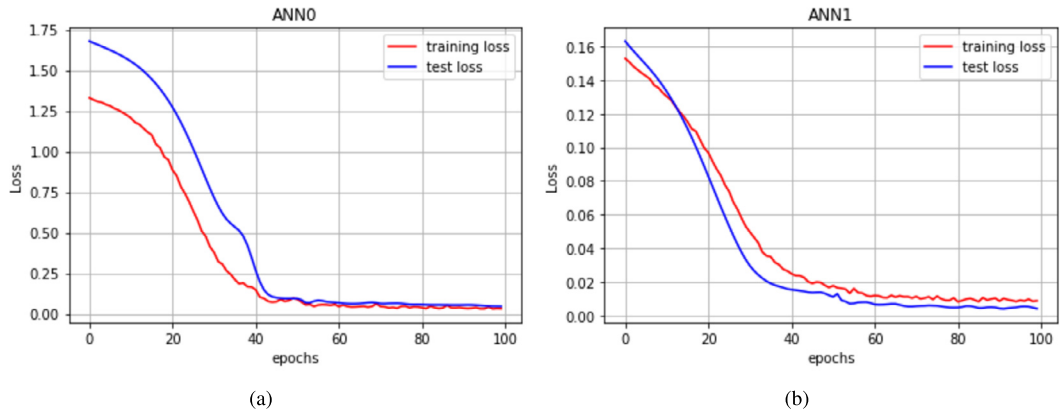 ANN0
1.75
1.50
1.25
1.00
0.75
0.50
0.25
0.00
Loss
training loss
test loss
0 20 40 60 80 100
epochs
(a)
ANN1
0.16
0.14
0.12
0.10
0.08
0.06
0.04
0.02
0.00
Loss
training loss
test loss
0 20 40 60 80 100
epochs
(b)